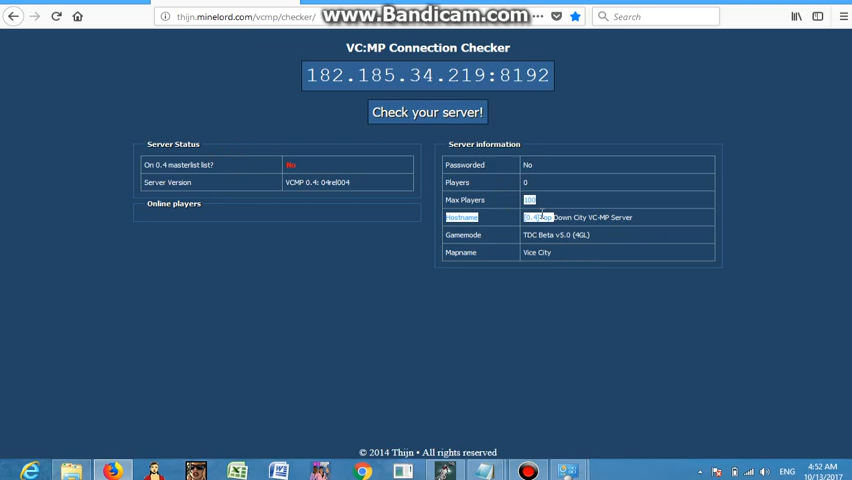 thijn.minelord.com/vcmp/checker/
www.Bandicam.com
Search
VC:MP Connection Checker
182.185.34.219:8192
Check your server!
Server Status
On 0.4 masterlist list? No
Server Version VCMP 0.4: 04rel004
Online players
Server information
Passworded No
Players 0
Max Players 100
Hostname [0.4]Top Down City VC-MP Server
Gamemode TDC Beta v5.0 (4GL)
Mapname Vice City
© 2014 Thijn • All rights reserved
ENG
4:52 AM
10/13/2017